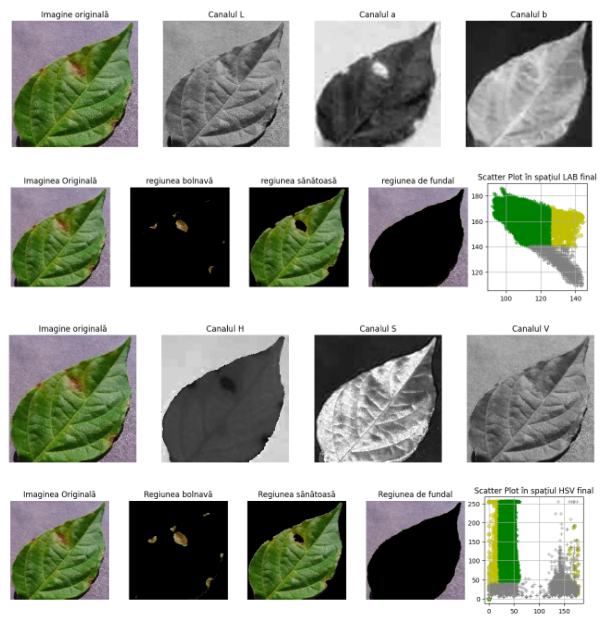 Imagine originală Canalul L Canalul a Canalul b
Imaginea Originală regiunea bolnavă regiunea sănătoasă regiunea de fundal Scatter Plot în spațiul LAB final
180
160
140
120
100 120 140
Imagine originală Canalul H Canalul S Canalul V
Imaginea Originală Regiunea bolnavă Regiunea sănătoasă Regiunea de fundal Scatter Plot în spațiul HSV final
250
200
150
100
50
0
0 50 100 150